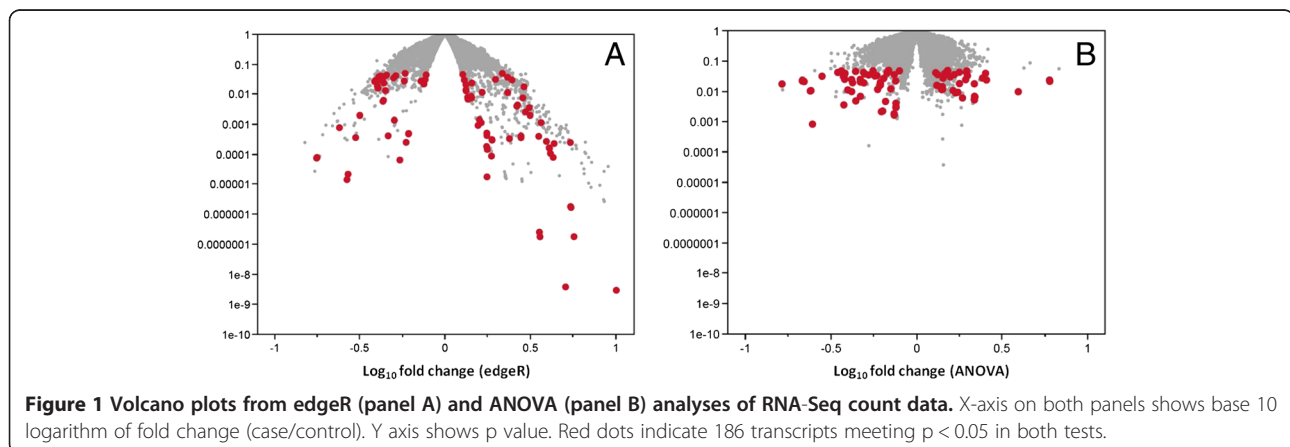 A
1
0.1
0.01
0.001
0.0001
0.00001
0.000001
0.0000001
1e-8
1e-9
1e-10
-1
-0.5
0
0.5
1
Log10 fold change (edgeR)
B
1
0.1
0.01
0.001
0.0001
0.00001
0.000001
0.0000001
1e-8
1e-9
1e-10
-1
-0.5
0
0.5
1
Log10 fold change (ANOVA)
Figure 1 Volcano plots from edgeR (panel A) and ANOVA (panel B) analyses of RNA-Seq count data. X-axis on both panels shows base 10
logarithm of fold change (case/control). Y axis shows p value. Red dots indicate 186 transcripts meeting p < 0.05 in both tests.